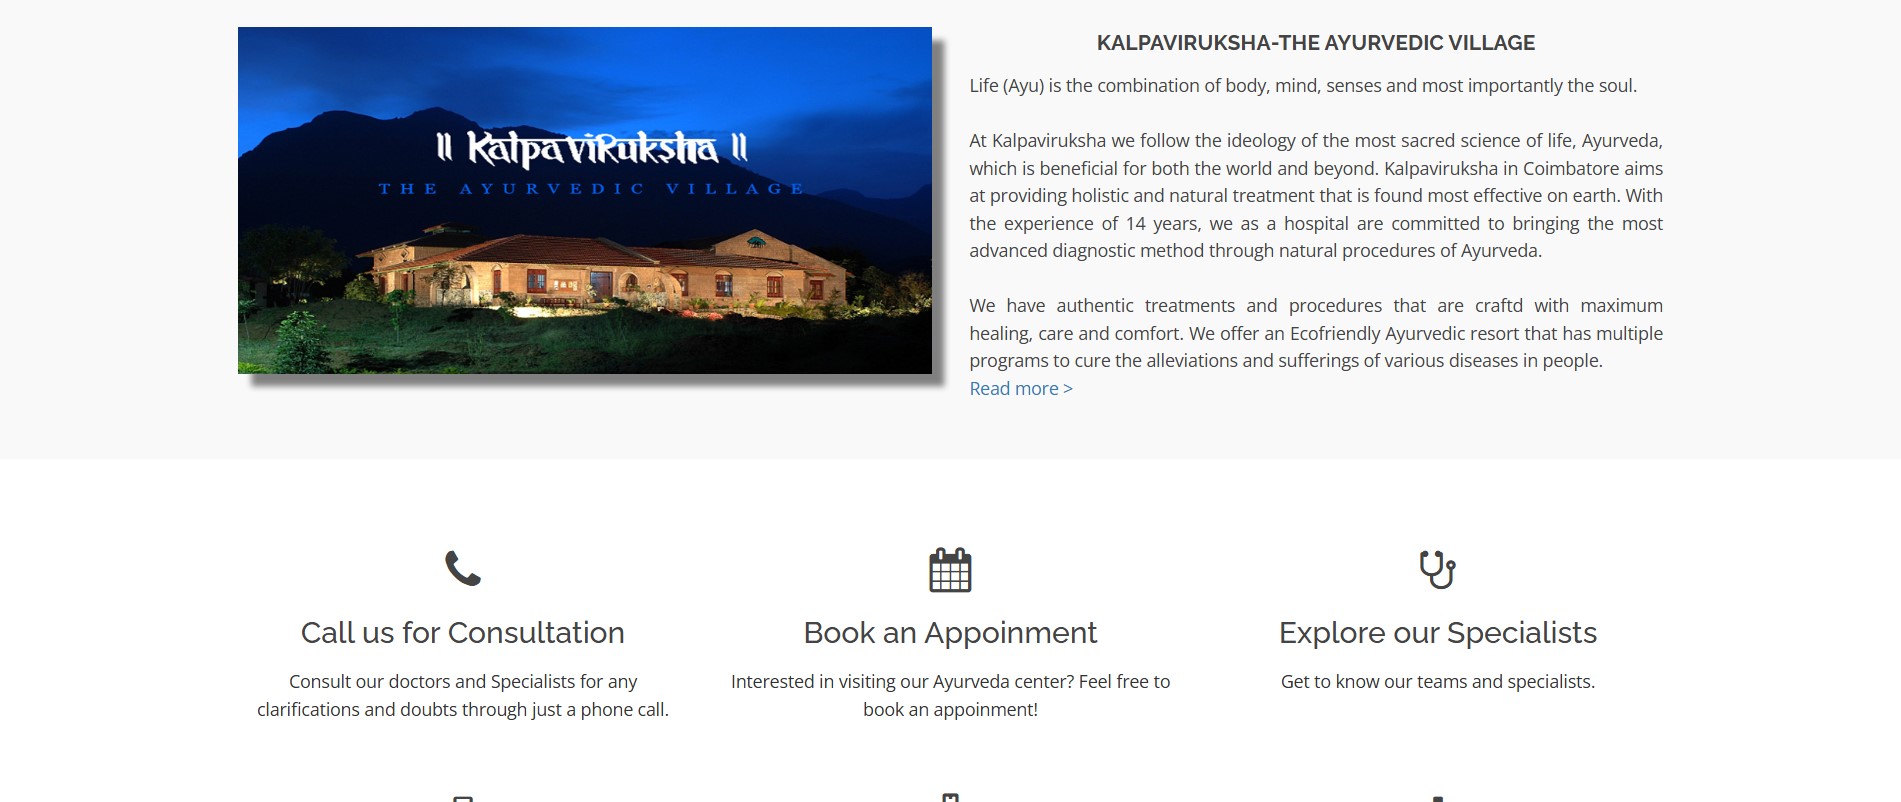 || Kalpaviruksha ||
THE AYURVEDIC VILLAGE
KALPAVIRUKSHA-THE AYURVEDIC VILLAGE
Life (Ayu) is the combination of body, mind, senses and most importantly the soul.
At Kalpaviruksha we follow the ideology of the most sacred science of life, Ayurveda,
which is beneficial for both the world and beyond. Kalpaviruksha in Coimbatore aims
at providing holistic and natural treatment that is found most effective on earth. With
the experience of 14 years, we as a hospital are committed to bringing the most
advanced diagnostic method through natural procedures of Ayurveda.
We have authentic treatments and procedures that are craftd with maximum
healing, care and comfort. We offer an Ecofriendly Ayurvedic resort that has multiple
programs to cure the alleviations and sufferings of various diseases in people.
Read more >
Call us for Consultation
Consult our doctors and Specialists for any
clarifications and doubts through just a phone call.
Book an Appoinment
Interested in visiting our Ayurveda center? Feel free to
book an appoinment!
Explore our Specialists
Get to know our teams and specialists.